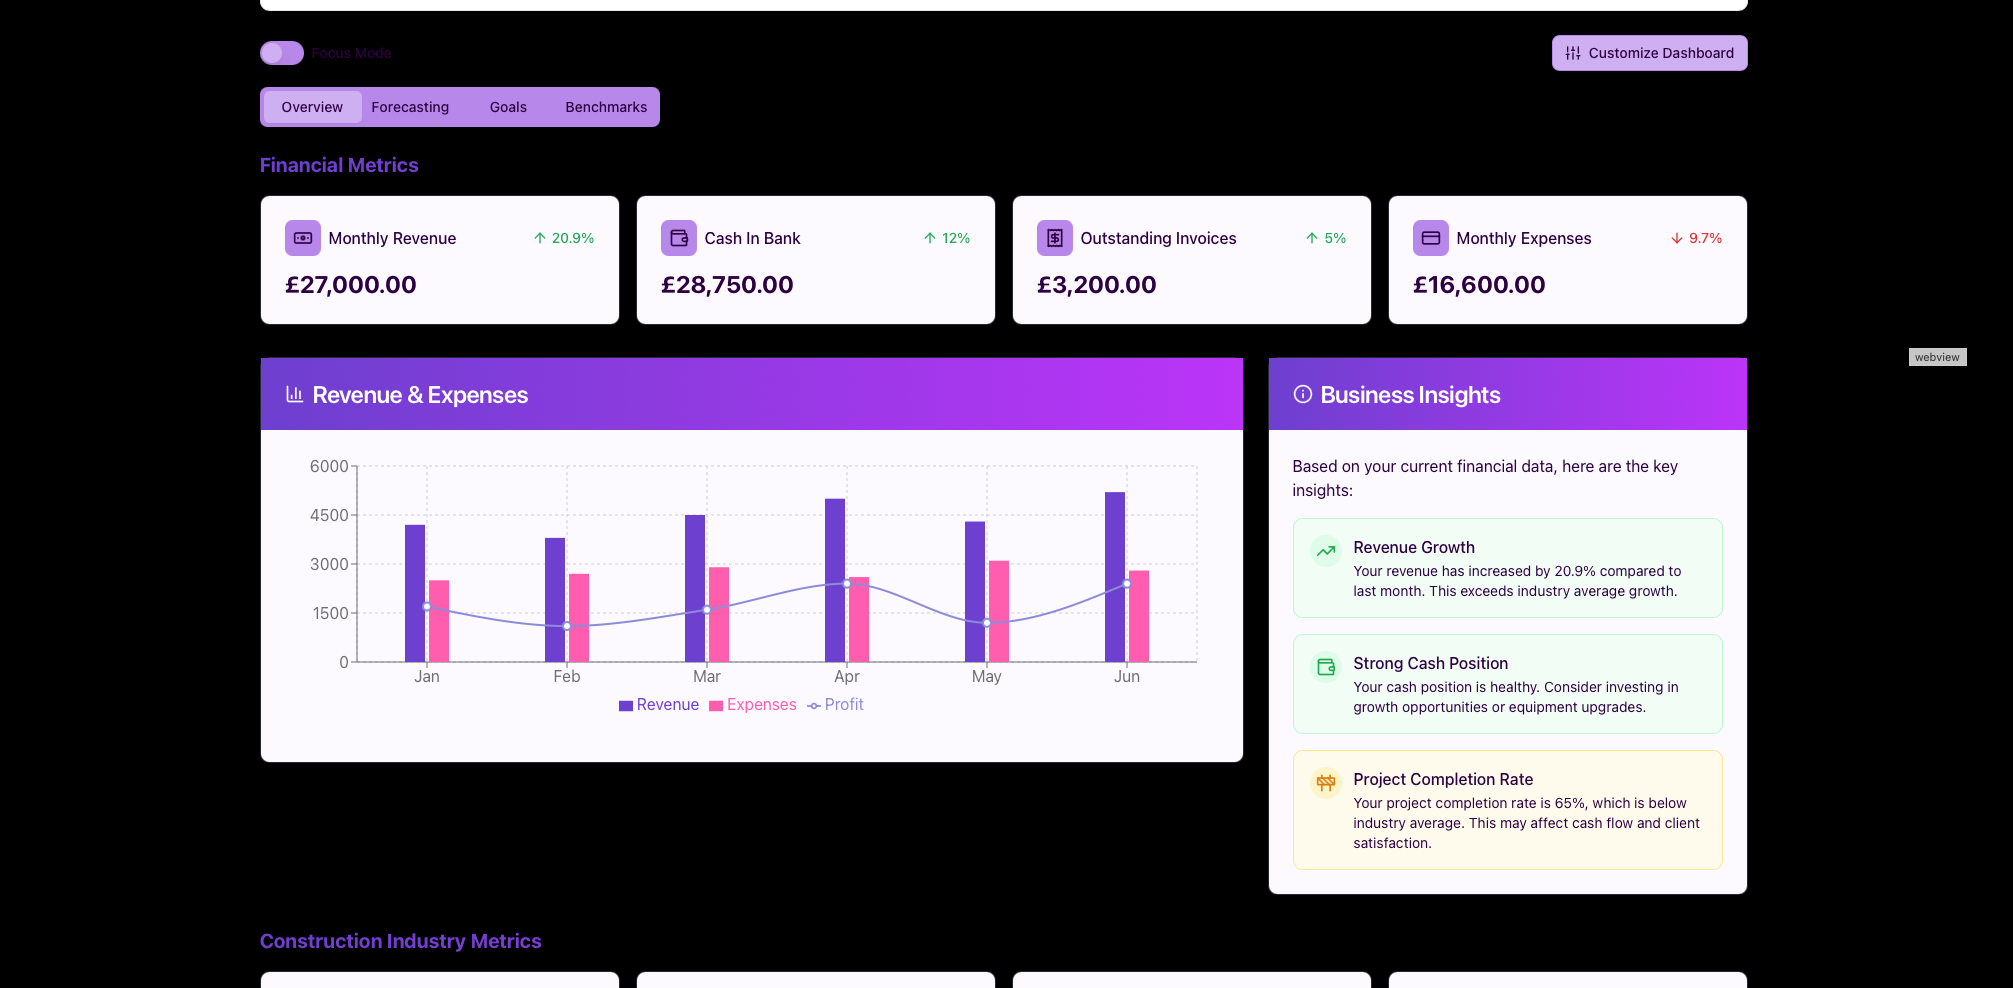 Focus Mode
Customize Dashboard
Overview
Forecasting
Goals
Benchmarks
Financial Metrics
Monthly Revenue
20.9%
£27,000.00
Cash In Bank
12%
£28,750.00
Outstanding Invoices
5%
£3,200.00
Monthly Expenses
9.7%
£16,600.00
webview
Revenue & Expenses
6000
4500
3000
1500
0
Jan
Feb
Mar
Apr
May
Jun
Revenue
Expenses
Profit
Business Insights
Based on your current financial data, here are the key
insights:
Revenue Growth
Your revenue has increased by 20.9% compared to
last month. This exceeds industry average growth.
Strong Cash Position
Your cash position is healthy. Consider investing in
growth opportunities or equipment upgrades.
Project Completion Rate
Your project completion rate is 65%, which is below
industry average. This may affect cash flow and client
satisfaction.
Construction Industry Metrics